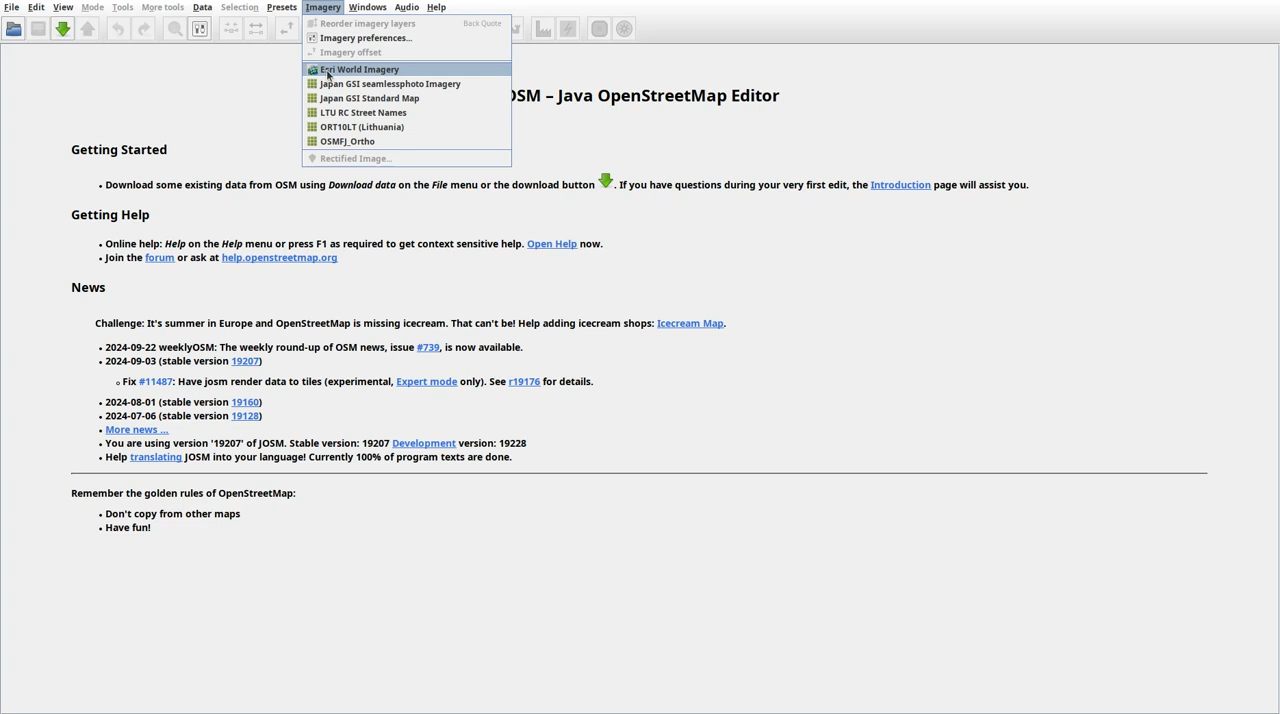 File Edit View Mode Tools More tools Data Selection Presets Imagery Windows Audio Help
Reorder imagery layers Back Quote
Imagery preferences...
Imagery offset
Esri World Imagery
Japan GSI seamlessphoto Imagery
Japan GSI Standard Map
LTU RC Street Names
ORT10LT (Lithuania)
OSMFJ_Ortho
Rectified Image...
OSM – Java OpenStreetMap Editor
Getting Started
• Download some existing data from OSM using Download data on the File menu or the download button . If you have questions during your very first edit, the Introduction page will assist you.
Getting Help
• Online help: Help on the Help menu or press F1 as required to get context sensitive help. Open Help now.
• Join the forum or ask at help.openstreetmap.org
News
Challenge: It's summer in Europe and OpenStreetMap is missing icecream. That can't be! Help adding icecream shops: Icecream Map.
• 2024-09-22 weeklyOSM: The weekly round-up of OSM news, issue #739, is now available.
• 2024-09-03 (stable version 19207)
◦ Fix #11487: Have josm render data to tiles (experimental, Expert mode only). See r19176 for details.
• 2024-08-01 (stable version 19160)
• 2024-07-06 (stable version 19128)
• More news ...
• You are using version '19207' of JOSM. Stable version: 19207 Development version: 19228
• Help translating JOSM into your language! Currently 100% of program texts are done.
Remember the golden rules of OpenStreetMap:
• Don't copy from other maps
• Have fun!